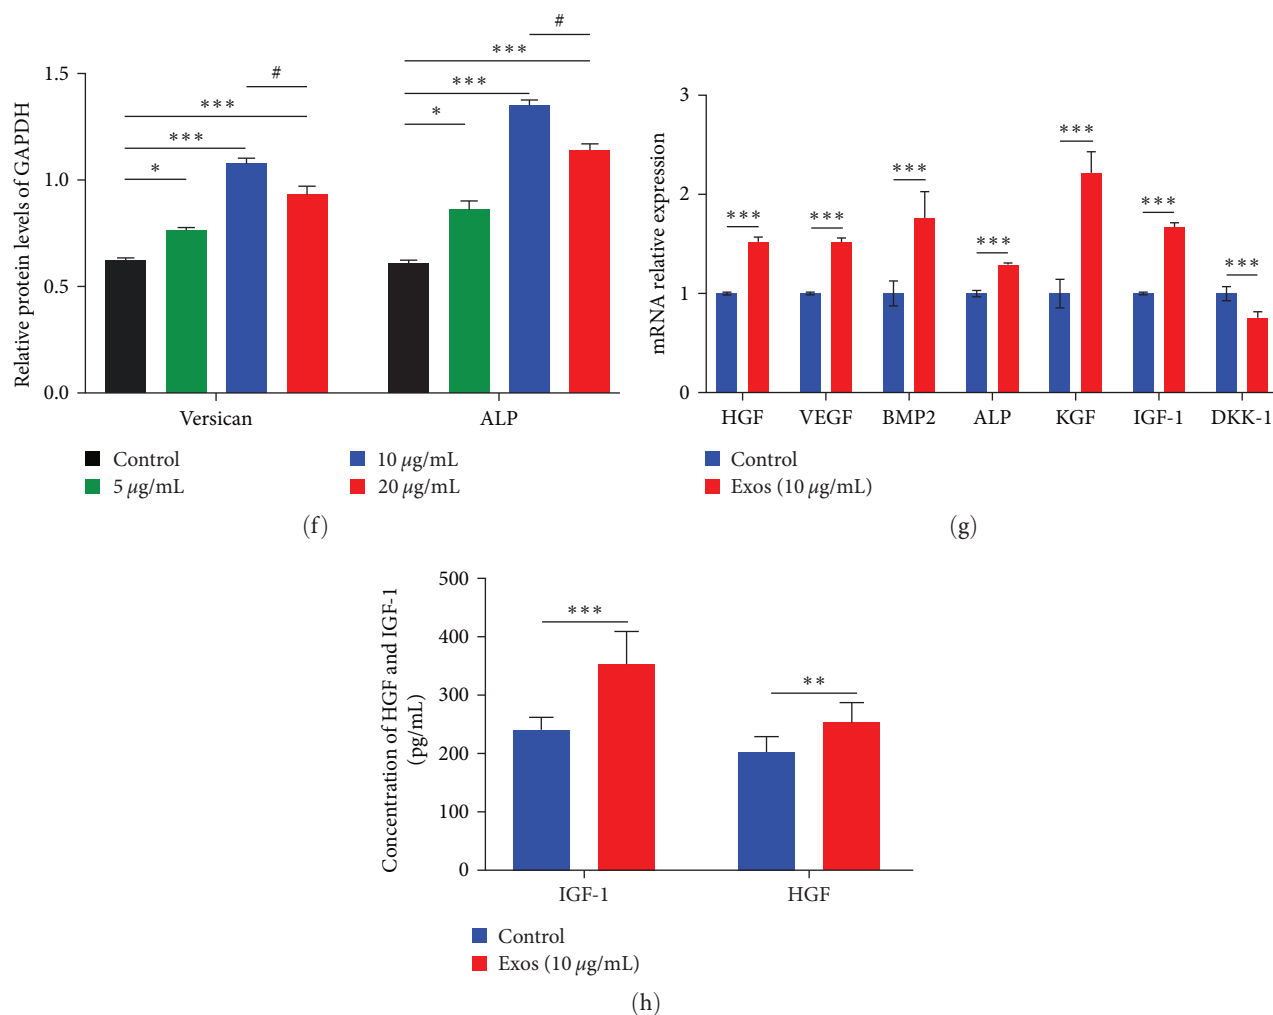 #
***
#
***
1.5
***
***
*
***
1.0
*
0.5
0.0
Relative protein levels of GAPDH
Versican
ALP
Control
10 μg/mL
5 μg/mL
20 μg/mL
(f)
3
***
***
2
***
***
***
***
***
1
0
mRNA relative expression
HGF VEGF BMP2 ALP KGF IGF-1 DKK-1
Control
Exos (10 μg/mL)
(g)
500
***
400
300
**
200
100
0
Concentration of HGF and IGF-1
(pg/mL)
IGF-1
HGF
Control
Exos (10 μg/mL)
(h)